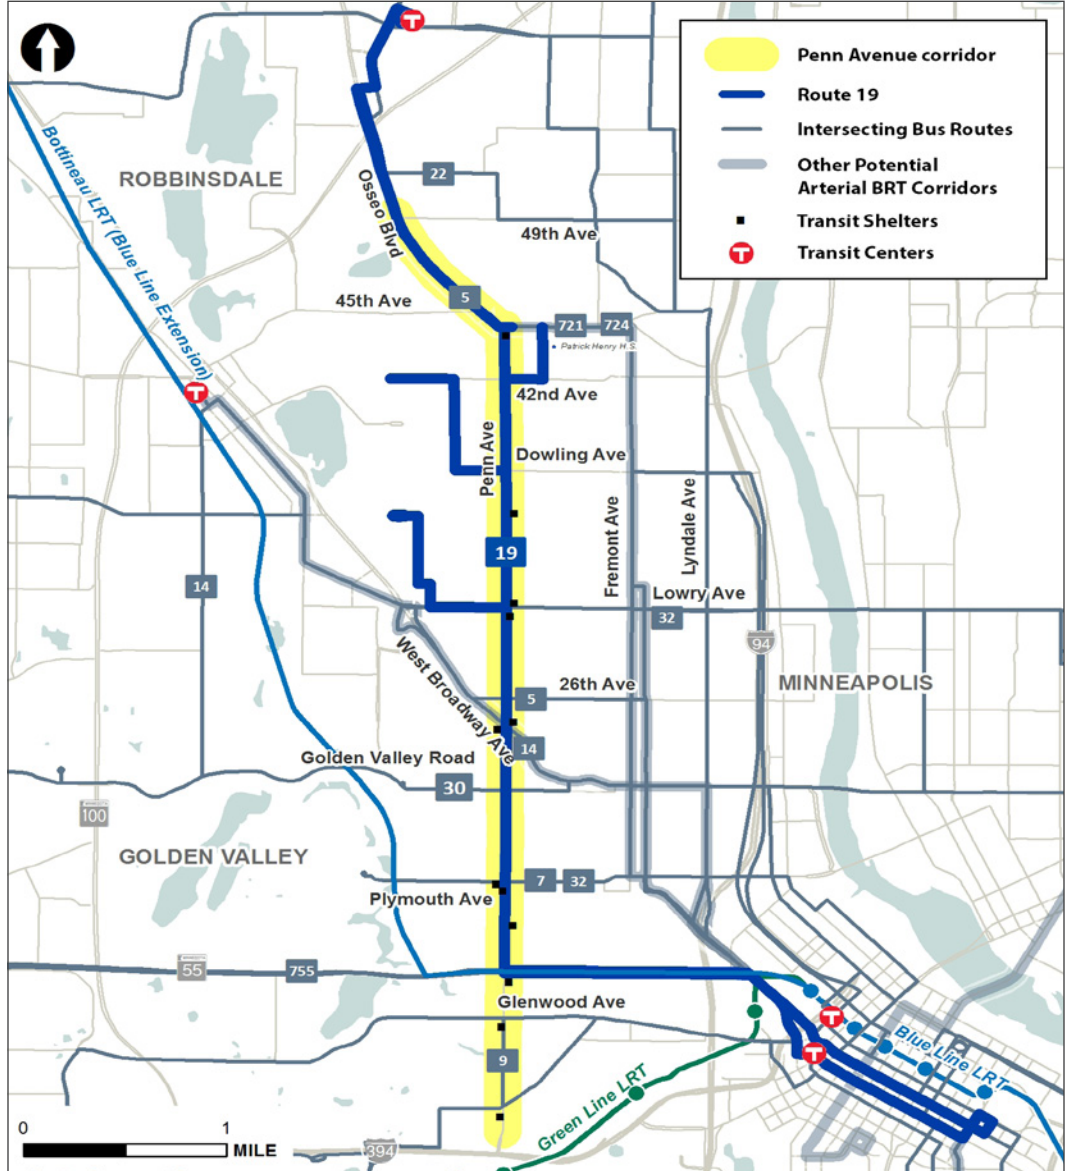 Penn Avenue corridor
Route 19
Intersecting Bus Routes
Other Potential
Arterial BRT Corridors
Transit Shelters
T Transit Centers
T
ROBBINSDALE
Bottineau LRT (Blue Line Extension)
Osseo Blvd
22
49th Ave
45th Ave
5
721
724
Patrick Henry H.S.
T
42nd Ave
Penn Ave
Dowling Ave
Fremont Ave
Lyndale Ave
19
14
Lowry Ave
32
94
West Broadway Ave
26th Ave
5
MINNEAPOLIS
14
Golden Valley Road
30
100
GOLDEN VALLEY
7
32
Plymouth Ave
55
755
Glenwood Ave
T
T
Blue Line LRT
9
Green Line LRT
0
1
MILE
394